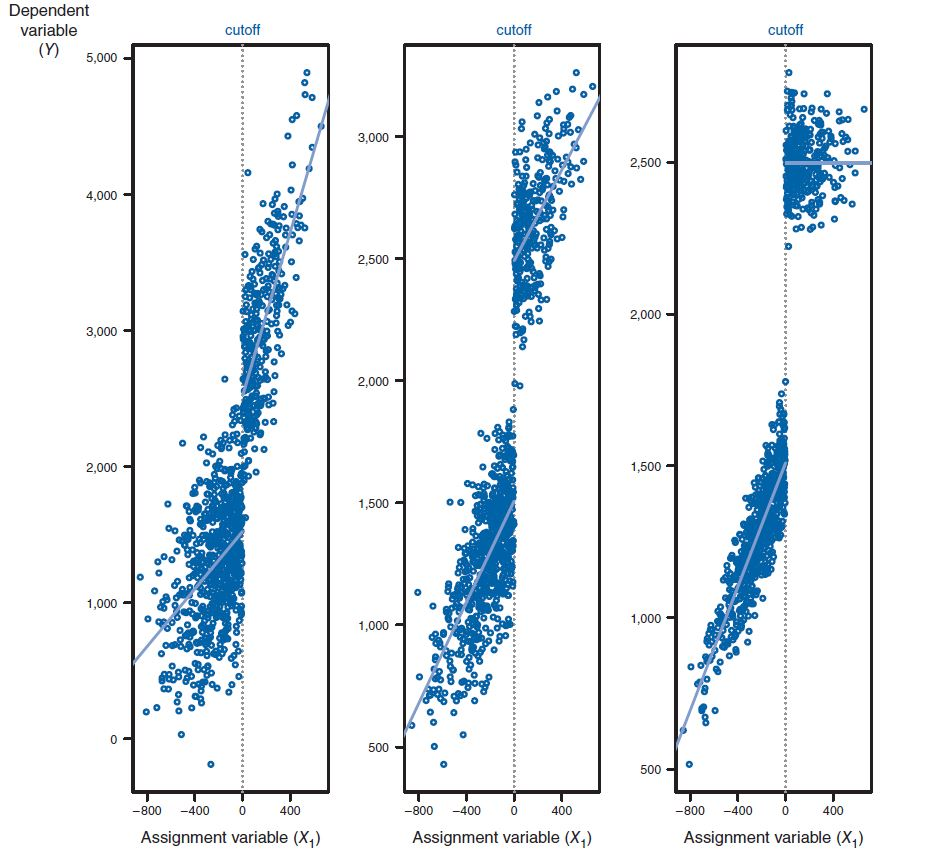 Dependent
variable
(Y)
cutoff
cutoff
cutoff
5,000
4,000
3,000
2,000
1,000
0
3,000
2,500
2,000
1,500
1,000
500
2,500
2,000
1,500
1,000
500
−800 −400 0 400
−800 −400 0 400
−800 −400 0 400
Assignment variable (X₁)
Assignment variable (X₁)
Assignment variable (X₁)